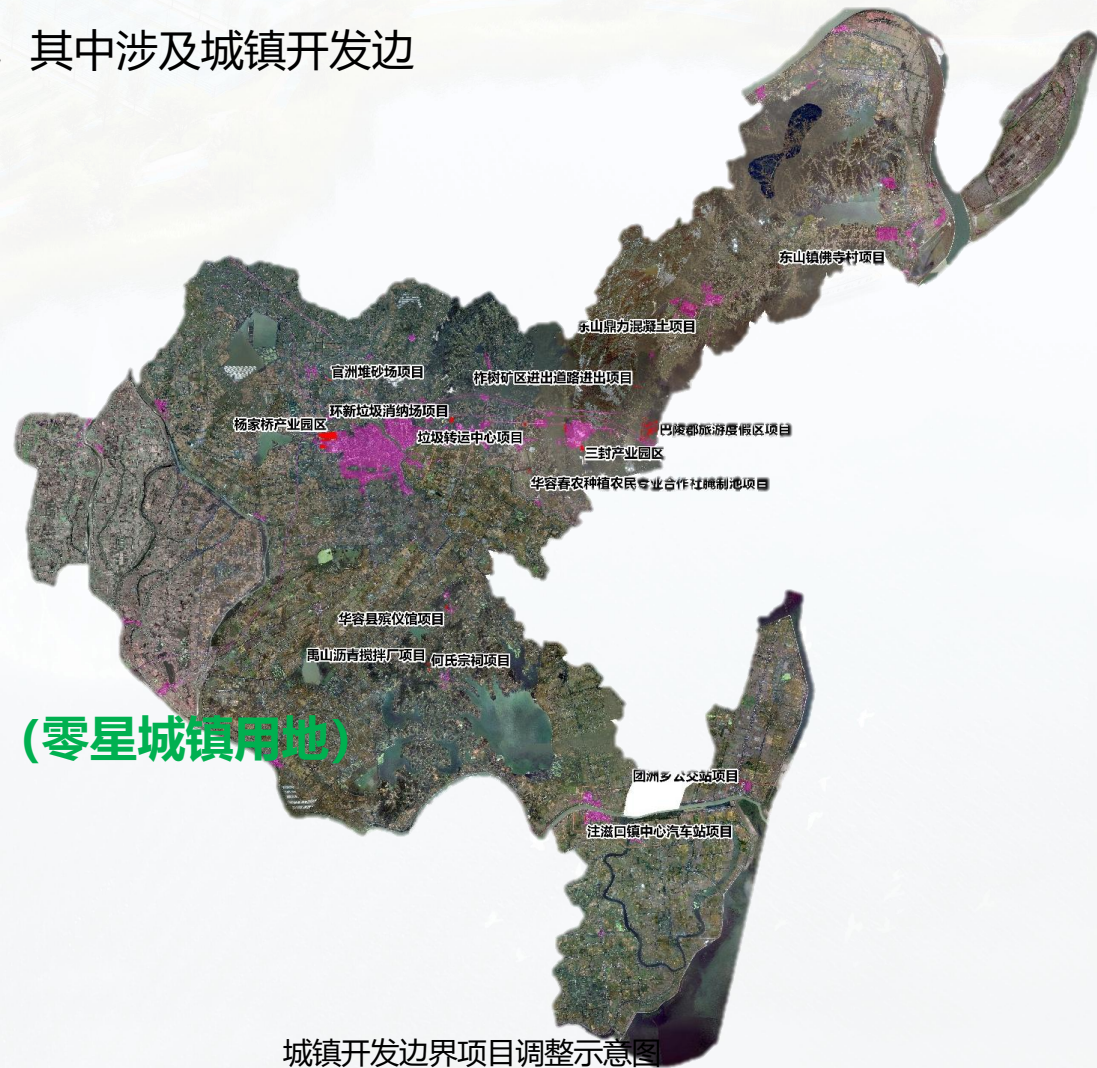 其中涉及城镇开发边
东山镇佛寺村项目
东山鼎力混凝土项目
官洲堆砂场项目
柞树矿区进出道路进出项目
环新垃圾消纳场项目
杨家桥产业园区
垃圾转运中心项目
巴陵郡旅游度假区项目
三封产业园区
华容春农种植农民专业合作社腌制池项目
华容县殡仪馆项目
禹山沥青搅拌厂项目
何氏宗祠项目
(零星城镇用地)
团洲乡公交站项目
注滋口镇中心汽车站项目
城镇开发边界项目调整示意图